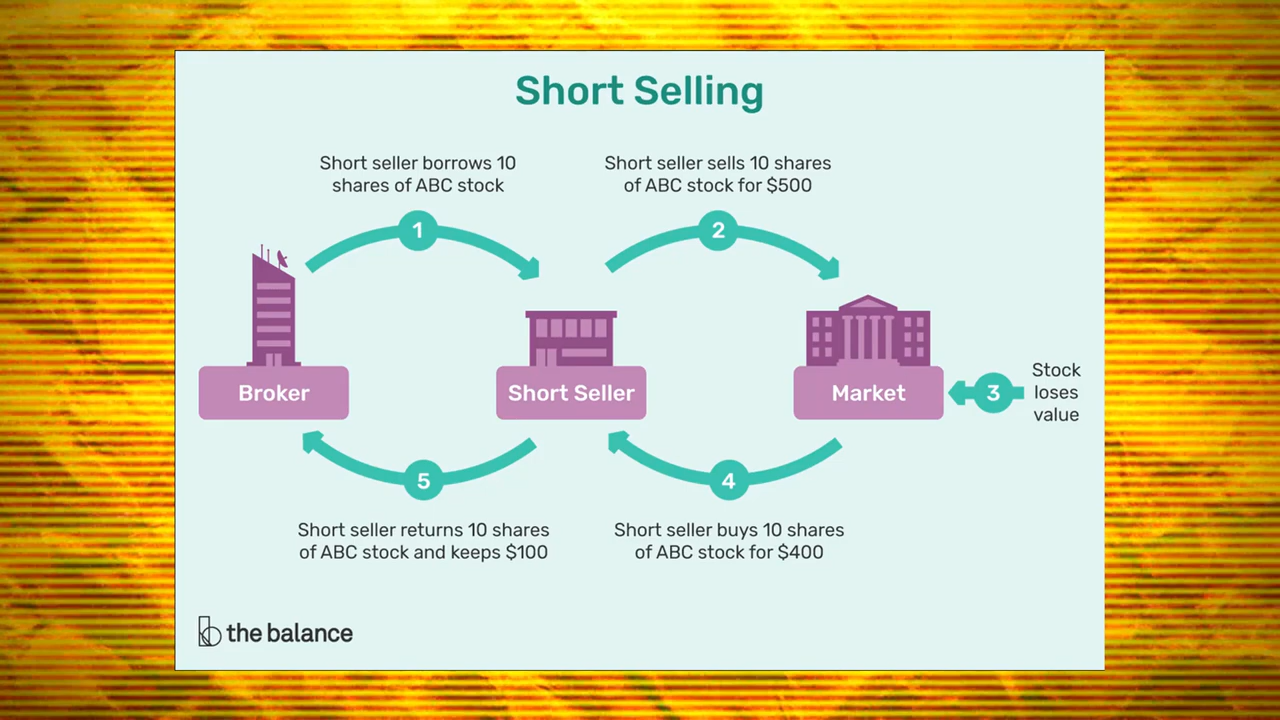 Short Selling
Short seller borrows 10
shares of ABC stock
Short seller sells 10 shares
of ABC stock for $500
1
2
Broker
Short Seller
Market
3
Stock
loses
value
5
4
Short seller returns 10 shares
of ABC stock and keeps $100
Short seller buys 10 shares
of ABC stock for $400
the balance